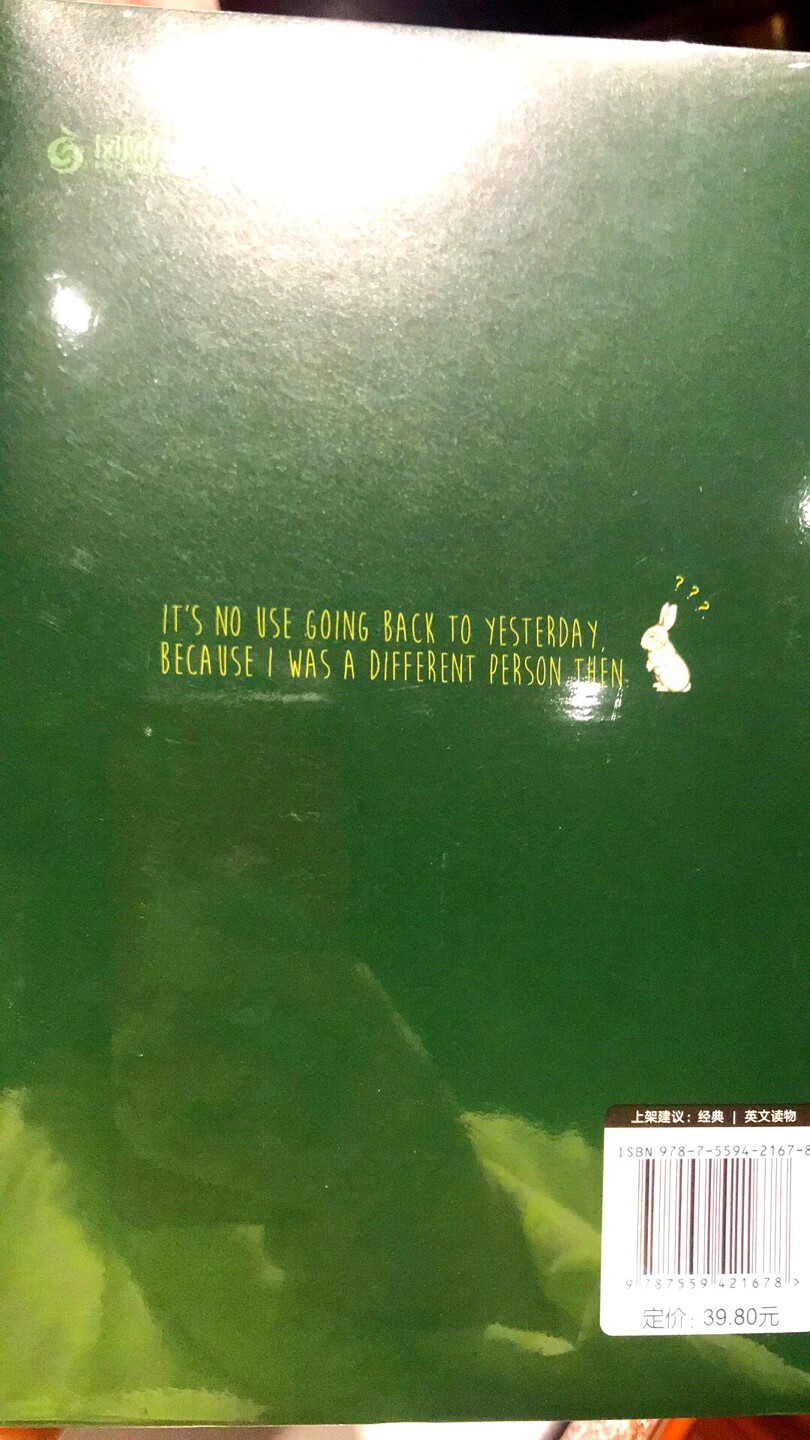 IT'S NO USE GOING BACK TO YESTERDAY,
BECAUSE I WAS A DIFFERENT PERSON THEN.
???
上架建议：经典 | 英文读物
ISBN 978-7-5594-2167-8
9 787559 421678 >
定价：39.80元